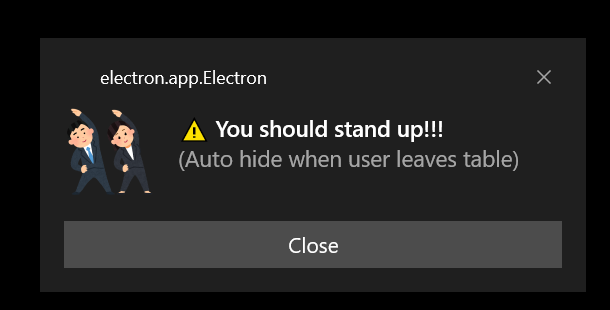 electron.app.Electron
⚠ You should stand up!!!
(Auto hide when user leaves table)
Close